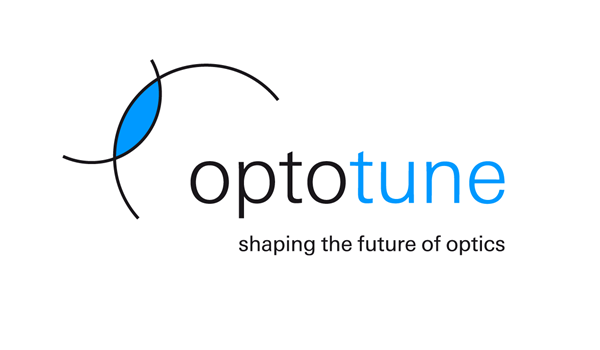 optotune
shaping the future of optics